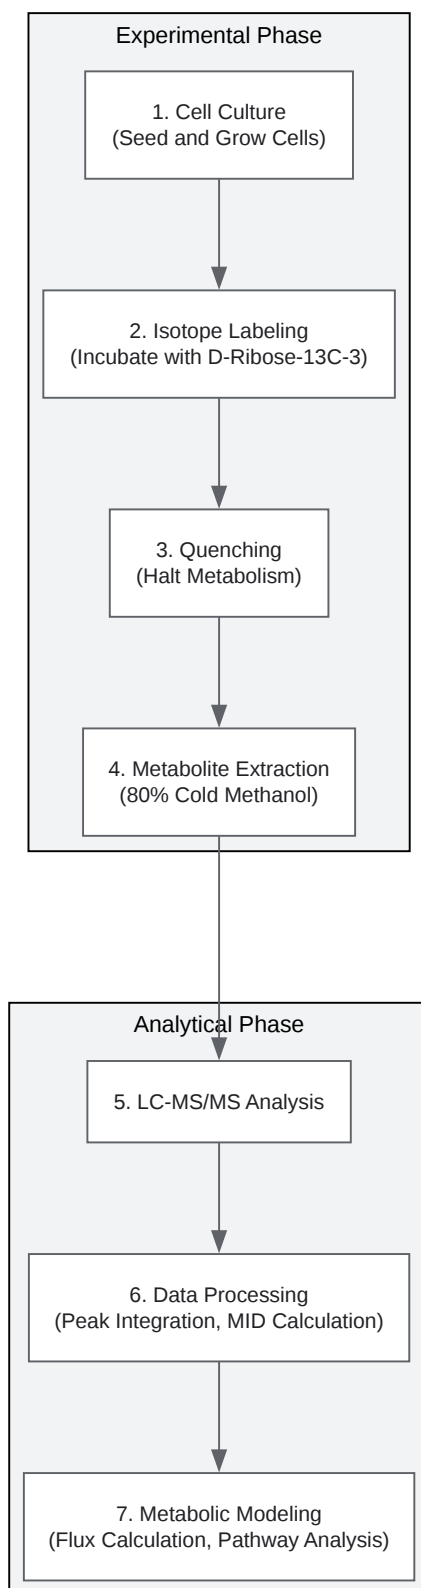 Experimental Phase
1. Cell Culture
(Seed and Grow Cells)
2. Isotope Labeling
(Incubate with D-Ribose-13C-3)
3. Quenching
(Halt Metabolism)
4. Metabolite Extraction
(80% Cold Methanol)
Analytical Phase
5. LC-MS/MS Analysis
6. Data Processing
(Peak Integration, MID Calculation)
7. Metabolic Modeling
(Flux Calculation, Pathway Analysis)